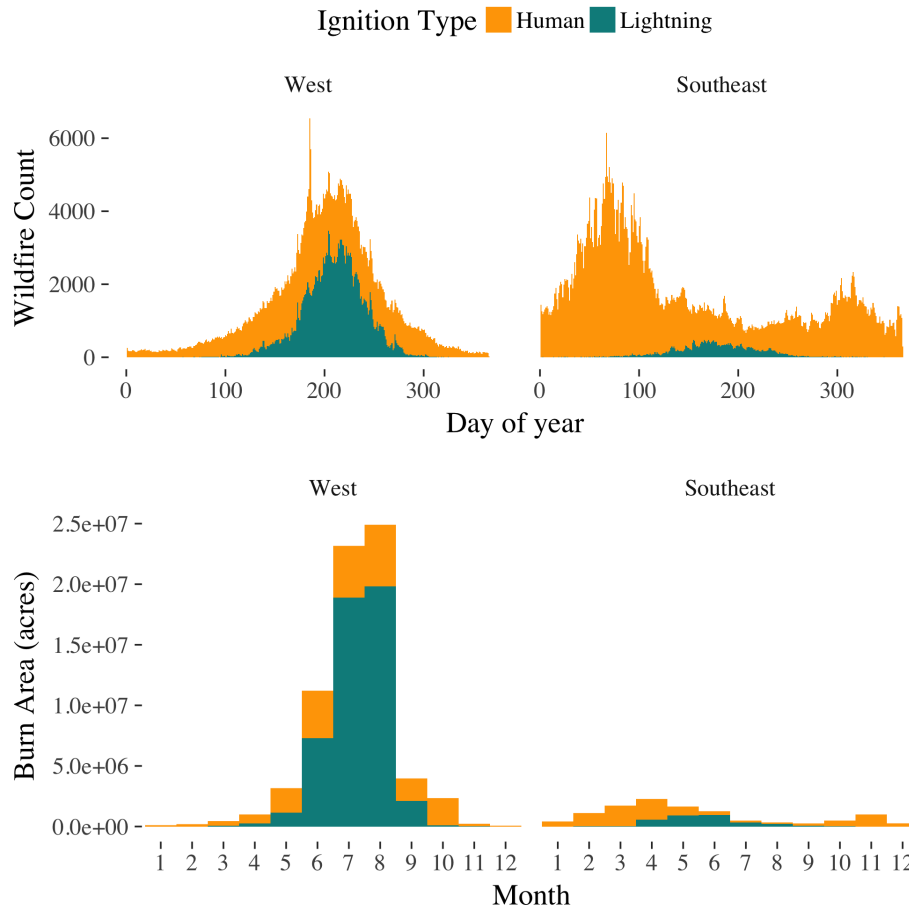 Ignition Type Human Lightning
West Southeast
Wildfire Count
6000
4000
2000
0
0 100 200 300 0 100 200 300
Day of year
West Southeast
Burn Area (acres)
2.5e+07
2.0e+07
1.5e+07
1.0e+07
5.0e+06
0.0e+00
1 2 3 4 5 6 7 8 9 10 11 12 1 2 3 4 5 6 7 8 9 10 11 12
Month